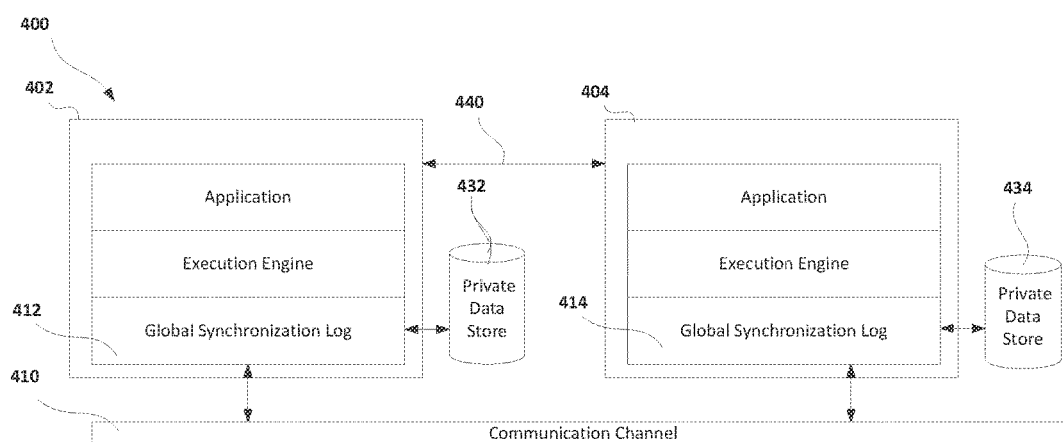 400
402
440
404
Application
432
Application
434
Execution Engine
Private
Data
Store
Execution Engine
Private
Data
Store
412
Global Synchronization Log
414
Global Synchronization Log
410
Communication Channel